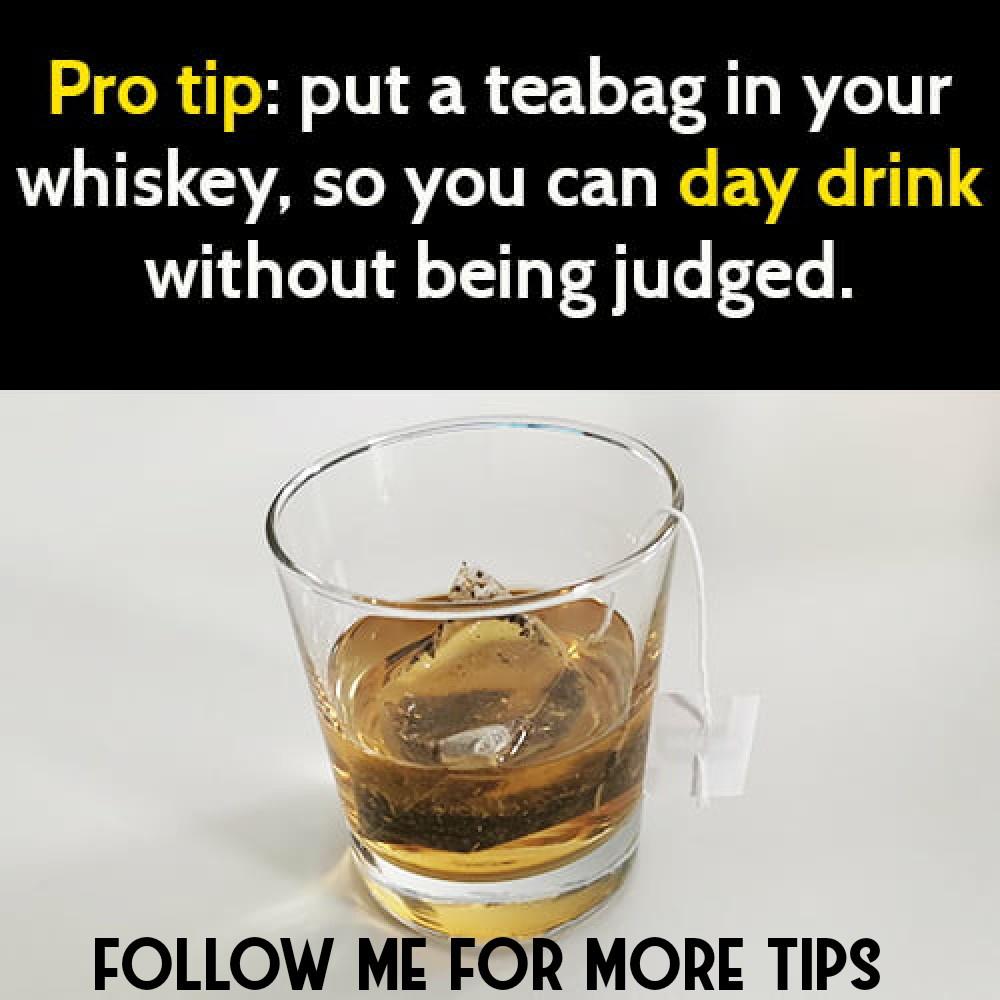 Pro tip: put a teabag in your
whiskey, so you can day drink
without being judged.
FOLLOW ME FOR MORE TIPS